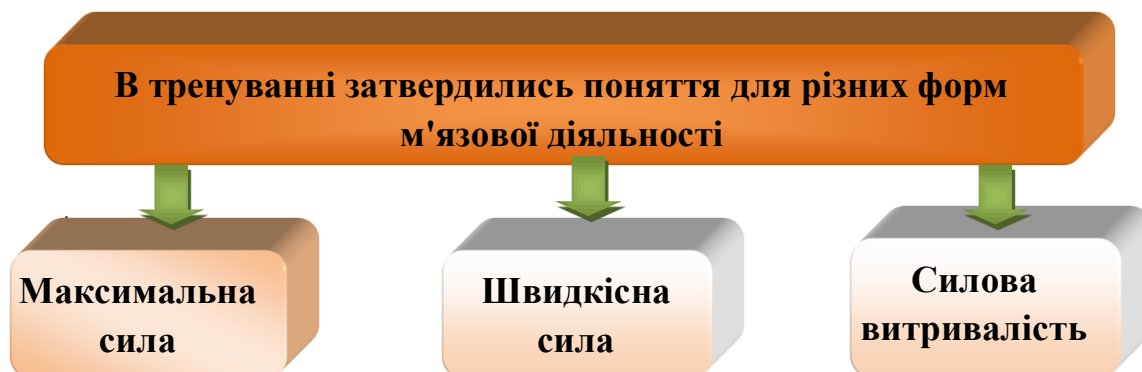 В тренуванні затвердились поняття для різних форм
м'язової діяльності
Максимальна
сила
Швидкісна
сила
Силова
витривалість